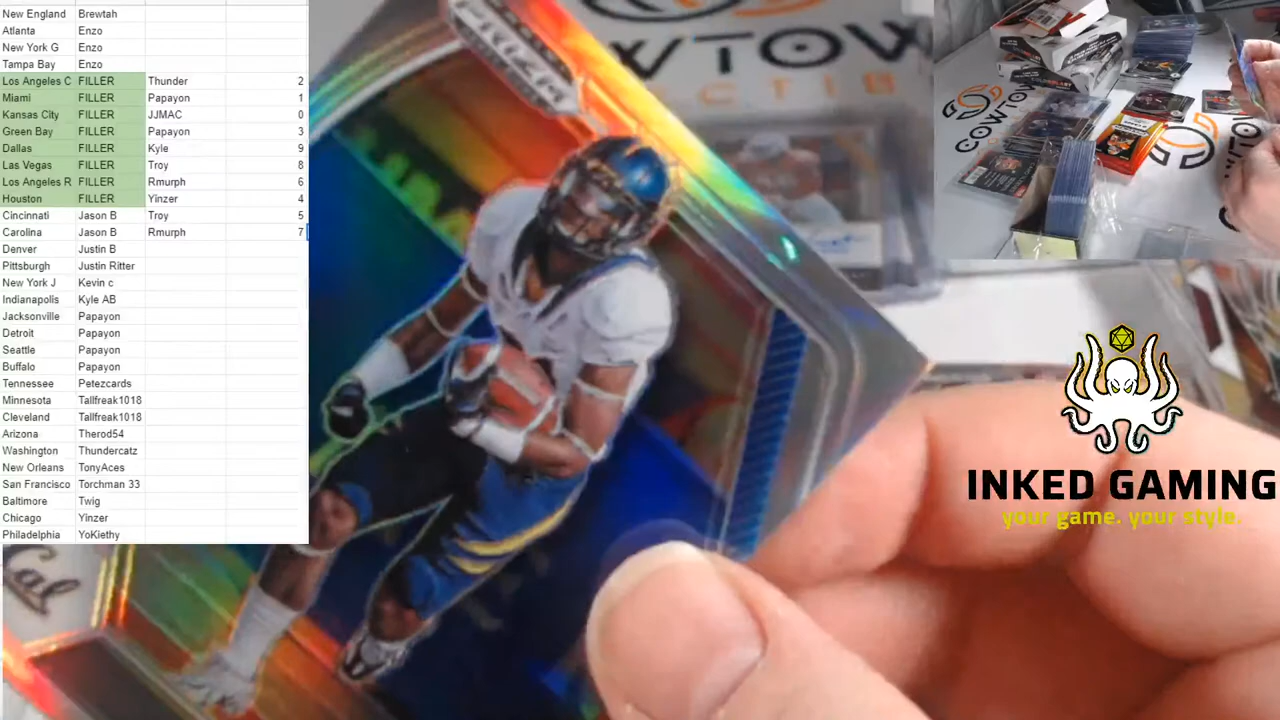 New England Brewtah
Atlanta Enzo
New York G Enzo
Tampa Bay Enzo
Los Angeles C FILLER Thunder 2
Miami FILLER Papayon 1
Kansas City FILLER JJMAC 0
Green Bay FILLER Papayon 3
Dallas FILLER Kyle 9
Las Vegas FILLER Troy 8
Los Angeles R FILLER Rmurph 6
Houston FILLER Yinzer 4
Cincinnati Jason B Troy 5
Carolina Jason B Rmurph 7
Denver Justin B
Pittsburgh Justin Ritter
New York J Kevin c
Indianapolis Kyle AB
Jacksonville Papayon
Detroit Papayon
Seattle Papayon
Buffalo Papayon
Tennessee Petezcards
Minnesota Tallfreak1018
Cleveland Tallfreak1018
Arizona Therod54
Washington Thundercatz
New Orleans TonyAces
San Francisco Torchman 33
Baltimore Twig
Chicago Yinzer
Philadelphia YoKiethy
PRIZM
COWTOW
CTIB
COWTOW
Cal
INKED GAMING
your game. your style.